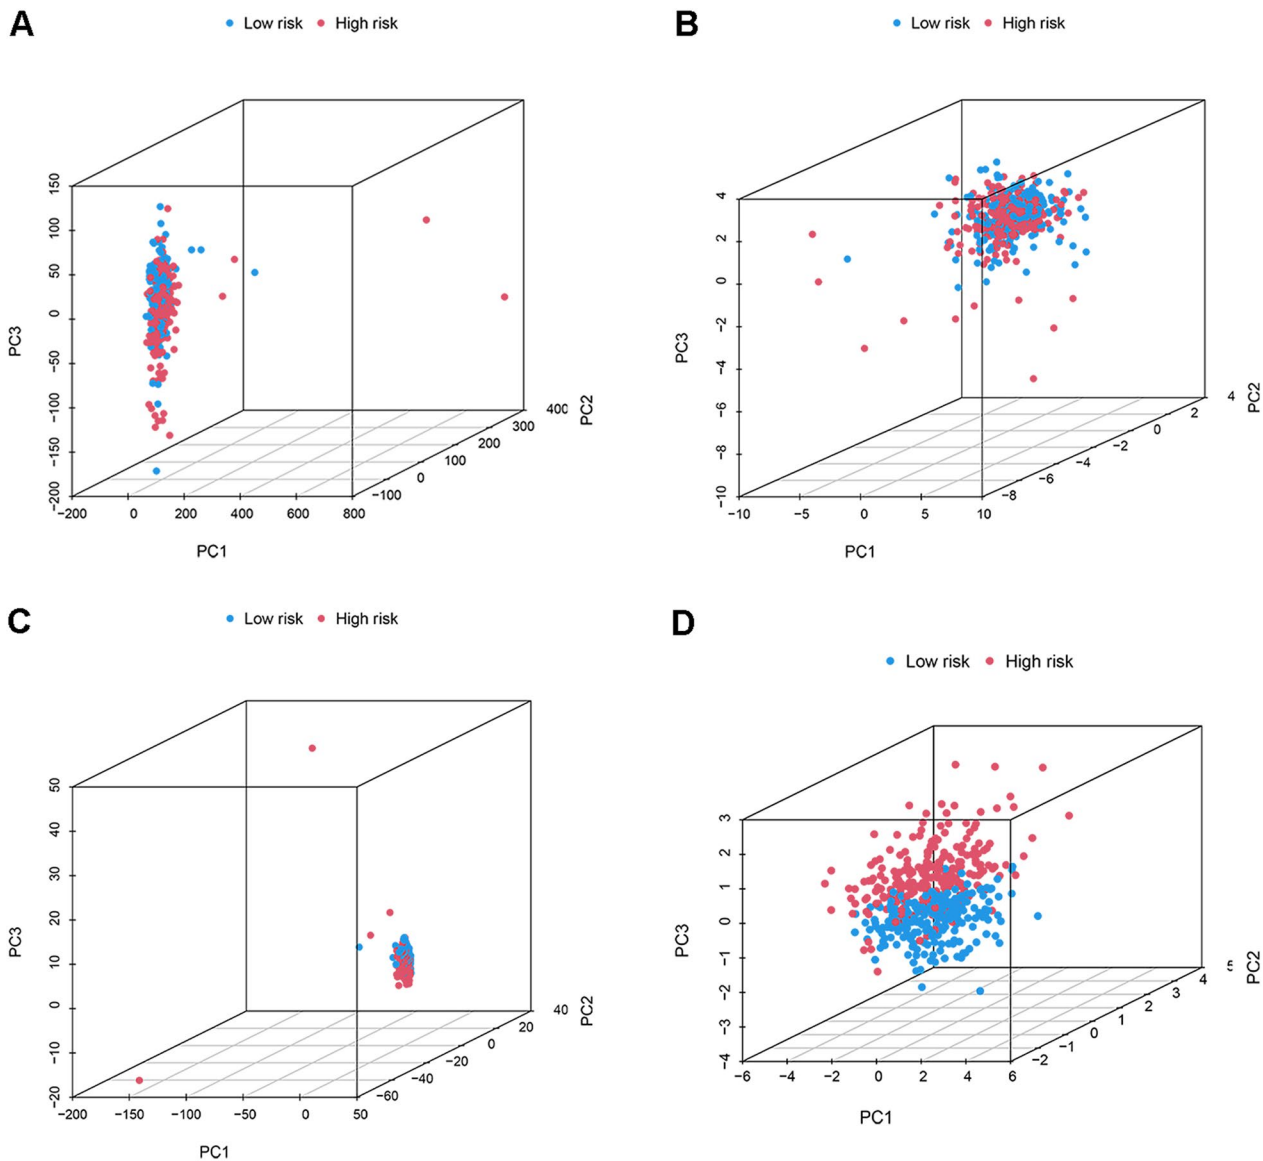 A
Low risk High risk
150
100
50
0
−50
−100
−150
−200
PC3
−200 0 200 400 600 800
PC1
−100
0
100
200
300
400
PC2
B
Low risk High risk
4
2
0
−2
−4
−6
−8
−10
PC3
−10 −5 0 5 10
PC1
−8
−6
−4
−2
0
2
4
PC2
C
Low risk High risk
50
40
30
20
10
0
−10
−20
PC3
−200 −150 −100 −50 0 50
PC1
−60
−40
−20
0
20
40
PC2
D
Low risk High risk
3
2
1
0
−1
−2
−3
−4
PC3
−6 −4 −2 0 2 4 6
PC1
−2
−1
0
1
2
3
4
5
PC2